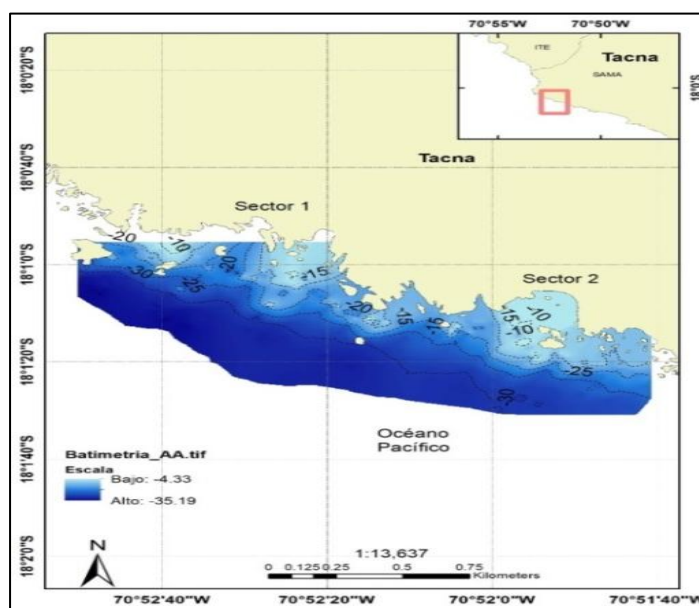 70°55'W 70°50'W
ITE
Tacna
SAMA
18°0'S
18°0'20"S
18°0'40"S
18°1'0"S
18°1'20"S
18°1'40"S
18°2'0"S
Tacna
Sector 1
-20
-10
-20
-30
-25
-15
Sector 2
-20
-15
-15
-15
-10
-10
-25
-30
Océano
Pacífico
Batimetria_AA.tif
Escala
Bajo: -4.33
Alto: -35.19
N
1:13,637
0 0.125 0.25 0.5 0.75
Kilometers
70°52'40"W 70°52'20"W 70°52'0"W 70°51'40"W